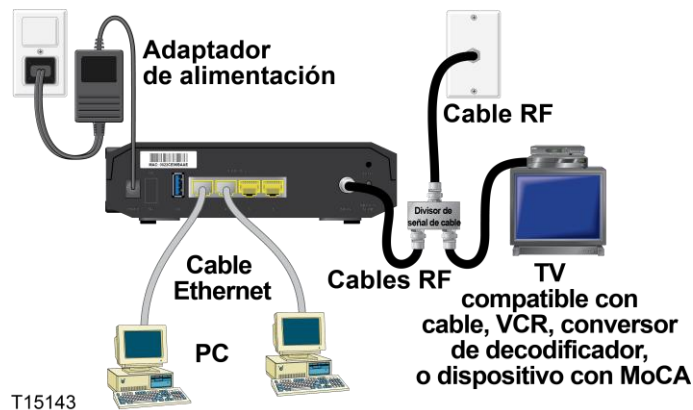 Adaptador
de alimentación
Cable RF
Divisor de
señal de cable
Cable
Ethernet
Cables RF
TV
compatible con
cable, VCR, conversor
de decodificador,
o dispositivo con MoCA
PC
T15143